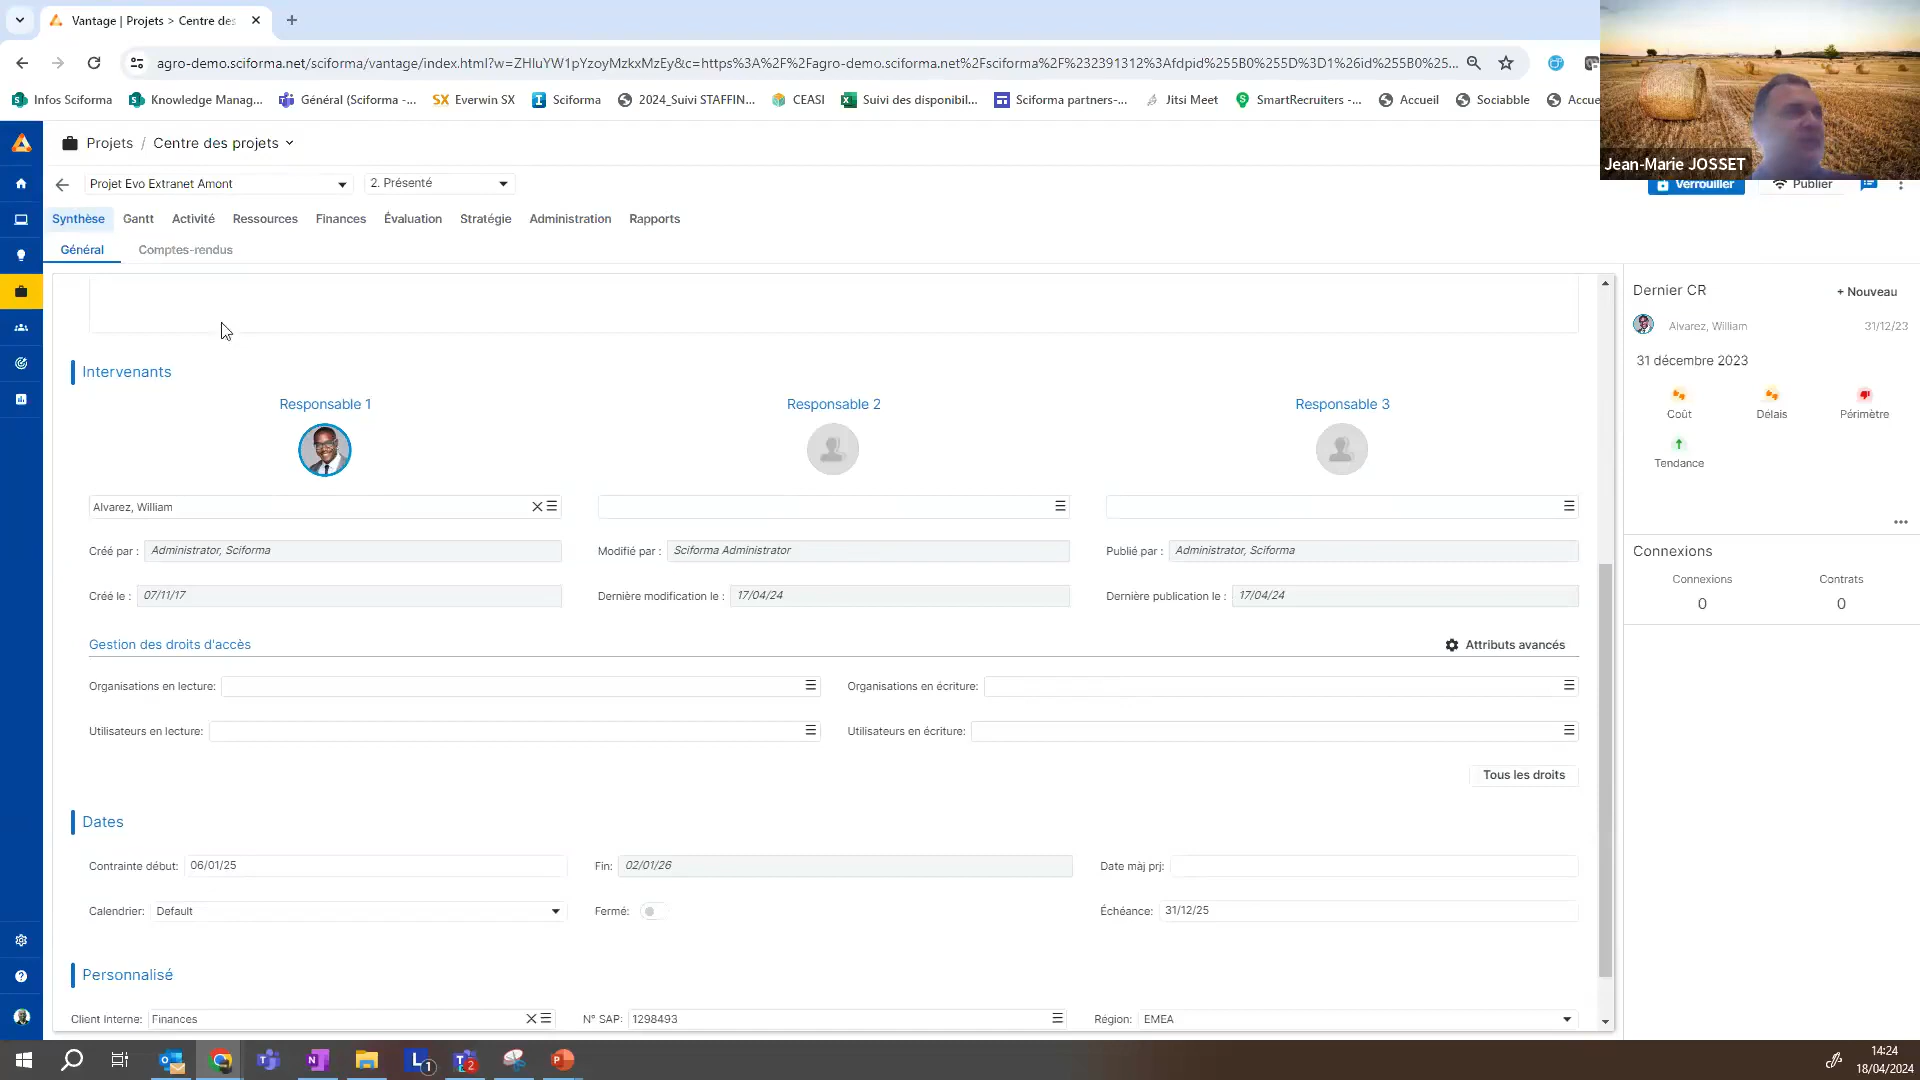 Vantage | Projets > Centre des
agro-demo.sciforma.net/sciforma/vantage/index.html?w=ZHluYW1pYzoyMzkxMzEy&c=https%3A%2F%2Fagro-demo.sciforma.net%2Fsciforma%2F%232391312%3Afdpid%255B0%255D%3D1%26id%255B0%25...
Infos Sciforma
Knowledge Manag...
Général (Sciforma -...
SX Everwin SX
Sciforma
2024_Suivi STAFFIN...
CEASI
Suivi des disponibil...
Sciforma partners-...
Jitsi Meet
SmartRecruiters -...
Accueil
Sociabble
Accue
Jean-Marie JOSSET
Projets / Centre des projets
Projet Evo Extranet Amont
2. Présenté
Verrouiller
Publier
Synthèse
Gantt
Activité
Ressources
Finances
Évaluation
Stratégie
Administration
Rapports
Général
Comptes-rendus
Intervenants
Responsable 1
Responsable 2
Responsable 3
Alvarez, William
Créé par : Administrator, Sciforma
Modifié par : Sciforma Administrator
Publié par : Administrator, Sciforma
Créé le : 07/11/17
Dernière modification le : 17/04/24
Dernière publication le : 17/04/24
Gestion des droits d'accès
Attributs avancés
Organisations en lecture:
Organisations en écriture:
Utilisateurs en lecture:
Utilisateurs en écriture:
Tous les droits
Dates
Contrainte début: 06/01/25
Fin: 02/01/26
Date màj prj:
Calendrier: Default
Fermé:
Échéance: 31/12/25
Personnalisé
Client Interne: Finances
N° SAP: 1298493
Région: EMEA
Dernier CR
+ Nouveau
Alvarez, William
31/12/23
31 décembre 2023
Coût
Délais
Périmètre
Tendance
Connexions
Connexions
Contrats
0
0
14:24
18/04/2024